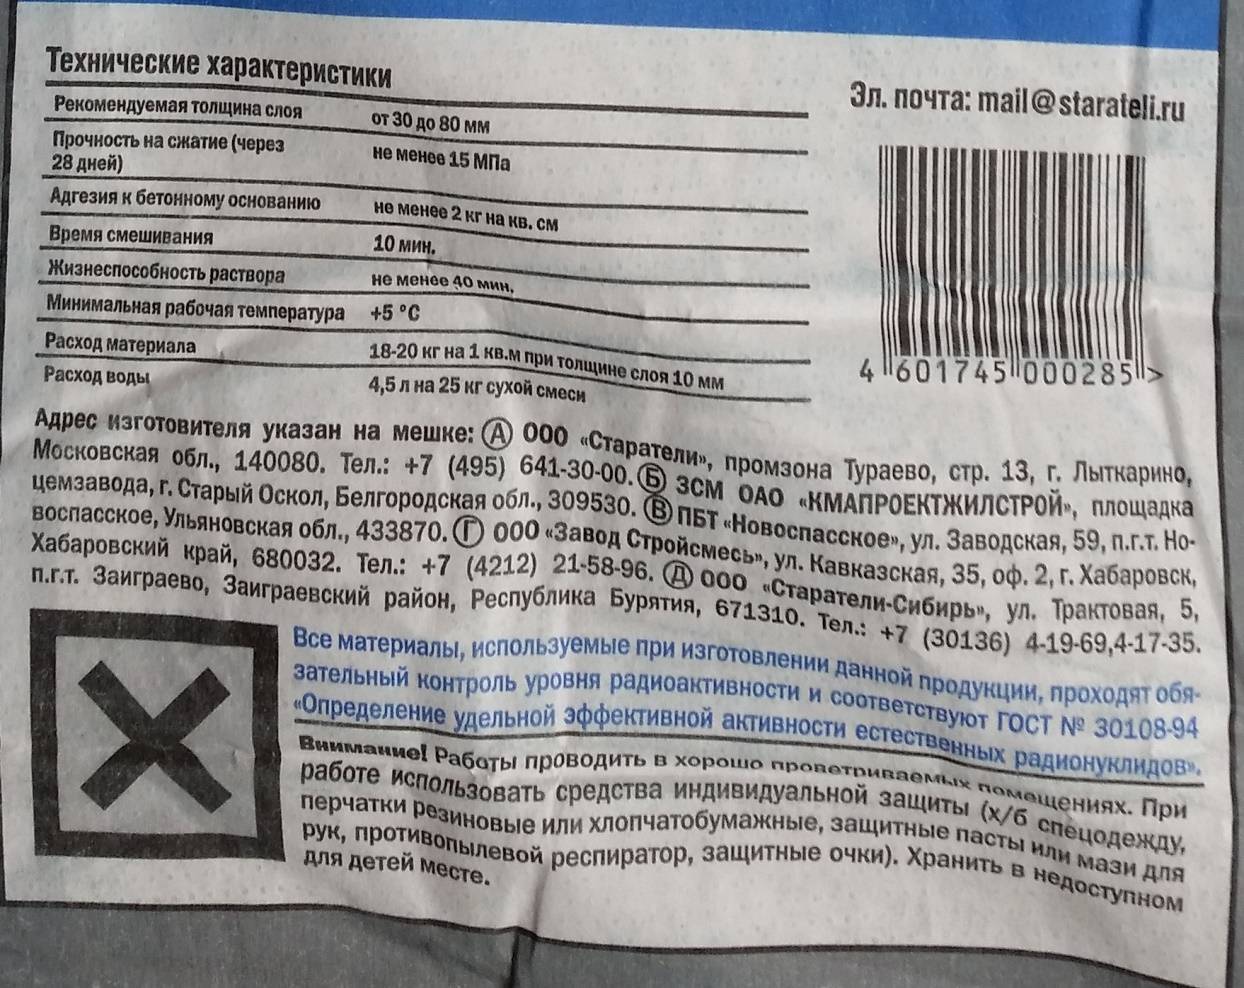 Технические характеристики
Эл. почта: mail@starateli.ru
Рекомендуемая толщина слоя от 30 до 80 мм
Прочность на сжатие (через
28 дней) не менее 15 МПа
Адгезия к бетонному основанию не менее 2 кг на кв. см
Время смешивания 10 мин.
Жизнеспособность раствора не менее 40 мин.
Минимальная рабочая температура +5 °C
Расход материала 18-20 кг на 1 кв.м при толщине слоя 10 мм
Расход воды 4,5 л на 25 кг сухой смеси
4 601745 000285 >
Адрес изготовителя указан на мешке: Ⓐ ООО «Старатели», промзона Тураево, стр. 13, г. Лыткарино,
Московская обл., 140080. Тел.: +7 (495) 641-30-00. Б ЗСМ ОАО «КМАПРОЕКТЖИЛСТРОЙ», площадка
цемзавода, г. Старый Оскол, Белгородская обл., 309530. В ПБТ «Новоспасское», ул. Заводская, 59, п.г.т. Но-
воспасское, Ульяновская обл., 433870. Г ООО «Завод Стройсмесь», ул. Кавказская, 35, оф. 2, г. Хабаровск,
Хабаровский край, 680032. Тел.: +7 (4212) 21-58-96. Д ООО «Старатели-Сибирь», ул. Трактовая, 5,
п.г.т. Заиграево, Заиграевский район, Республика Бурятия, 671310. Тел.: +7 (30136) 4-19-69,4-17-35.
Все материалы, используемые при изготовлении данной продукции, проходят обя-
зательный контроль уровня радиоактивности и соответствуют ГОСТ № 30108-94
«Определение удельной эффективной активности естественных радионуклидов».
Внимание! Работы проводить в хорошо проветриваемых помещениях. При
работе использовать средства индивидуальной защиты (х/б спецодежду,
перчатки резиновые или хлопчатобумажные, защитные пасты или мази для
рук, противопылевой респиратор, защитные очки). Хранить в недоступном
для детей месте.